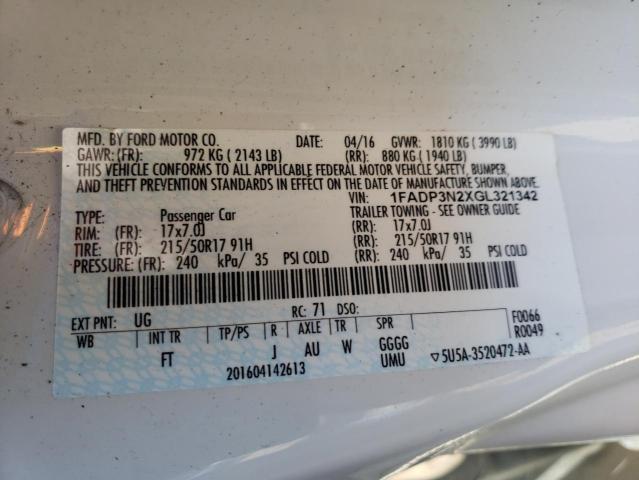 MFD. BY FORD MOTOR CO. DATE: 04/16 GVWR: 1810 KG ( 3990 LB)
GAWR: (FR): 972 KG ( 2143 LB) (RR): 880 KG ( 1940 LB)
THIS VEHICLE CONFORMS TO ALL APPLICABLE FEDERAL MOTOR VEHICLE SAFETY, BUMPER,
AND THEFT PREVENTION STANDARDS IN EFFECT ON THE DATE OF MANUFACTURE SHOWN ABOVE.
VIN: 1FADP3N2XGL321342
TYPE: Passenger Car TRAILER TOWING - SEE OWNER GUIDE
RIM: (FR): 17x7.0J (RR): 17x7.0J
TIRE: (FR): 215/50R17 91H (RR): 215/50R17 91H
PRESSURE: (FR): 240 kPa/ 35 PSI COLD (RR): 240 kPa/ 35 PSI COLD
EXT PNT: UG RC: 71 DSO: F0066
WB INT TR TP/PS R AXLE TR SPR R0049
FT J AU W GGGG
201604142613 UMU ▽5U5A-3520472-AA